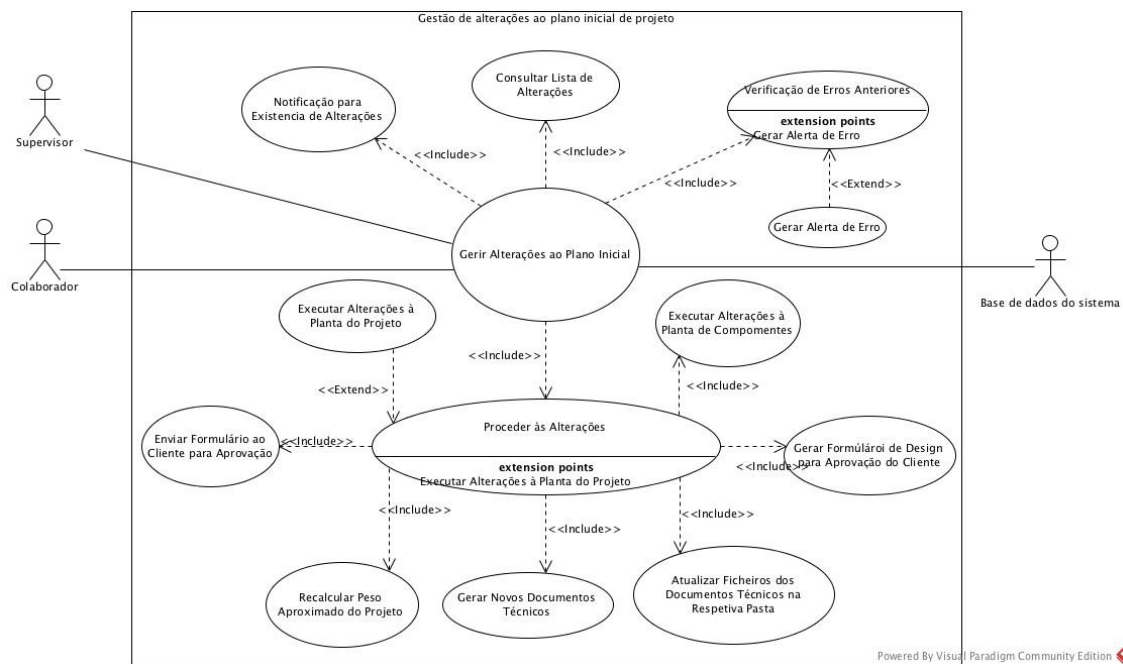 Gestão de alterações ao plano inicial de projeto
Supervisor
Colaborador
Base de dados do sistema
Notificação para
Existencia de Alterações
Consultar Lista de
Alterações
Verificação de Erros Anteriores
extension points
Gerar Alerta de Erro
<<Include>>
<<Include>>
<<Include>>
<<Extend>>
Gerar Alerta de Erro
Gerir Alterações ao Plano Inicial
Executar Alterações à
Planta do Projeto
Executar Alterações à
Planta de Compomentes
<<Include>>
<<Extend>>
<<Include>>
Enviar Formulário ao
Cliente para Aprovação
<<Include>>
Proceder às Alterações
extension points
Executar Alterações à Planta do Projeto
<<Include>>
Gerar Formúlároi de Design
para Aprovação do Cliente
<<Include>>
<<Include>>
<<Include>>
Recalcular Peso
Aproximado do Projeto
Gerar Novos Documentos
Técnicos
Atualizar Ficheiros dos
Documentos Técnicos na
Respetiva Pasta
Powered By Visual Paradigm Community Edition